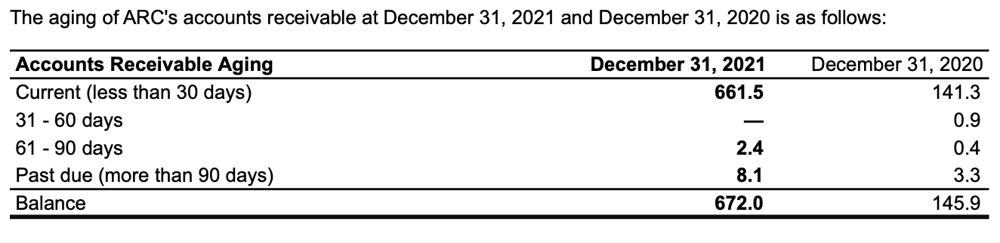 The aging of ARC's accounts receivable at December 31, 2021 and December 31, 2020 is as follows:
Accounts Receivable Aging December 31, 2021 December 31, 2020
Current (less than 30 days) 661.5 141.3
31 - 60 days — 0.9
61 - 90 days 2.4 0.4
Past due (more than 90 days) 8.1 3.3
Balance 672.0 145.9